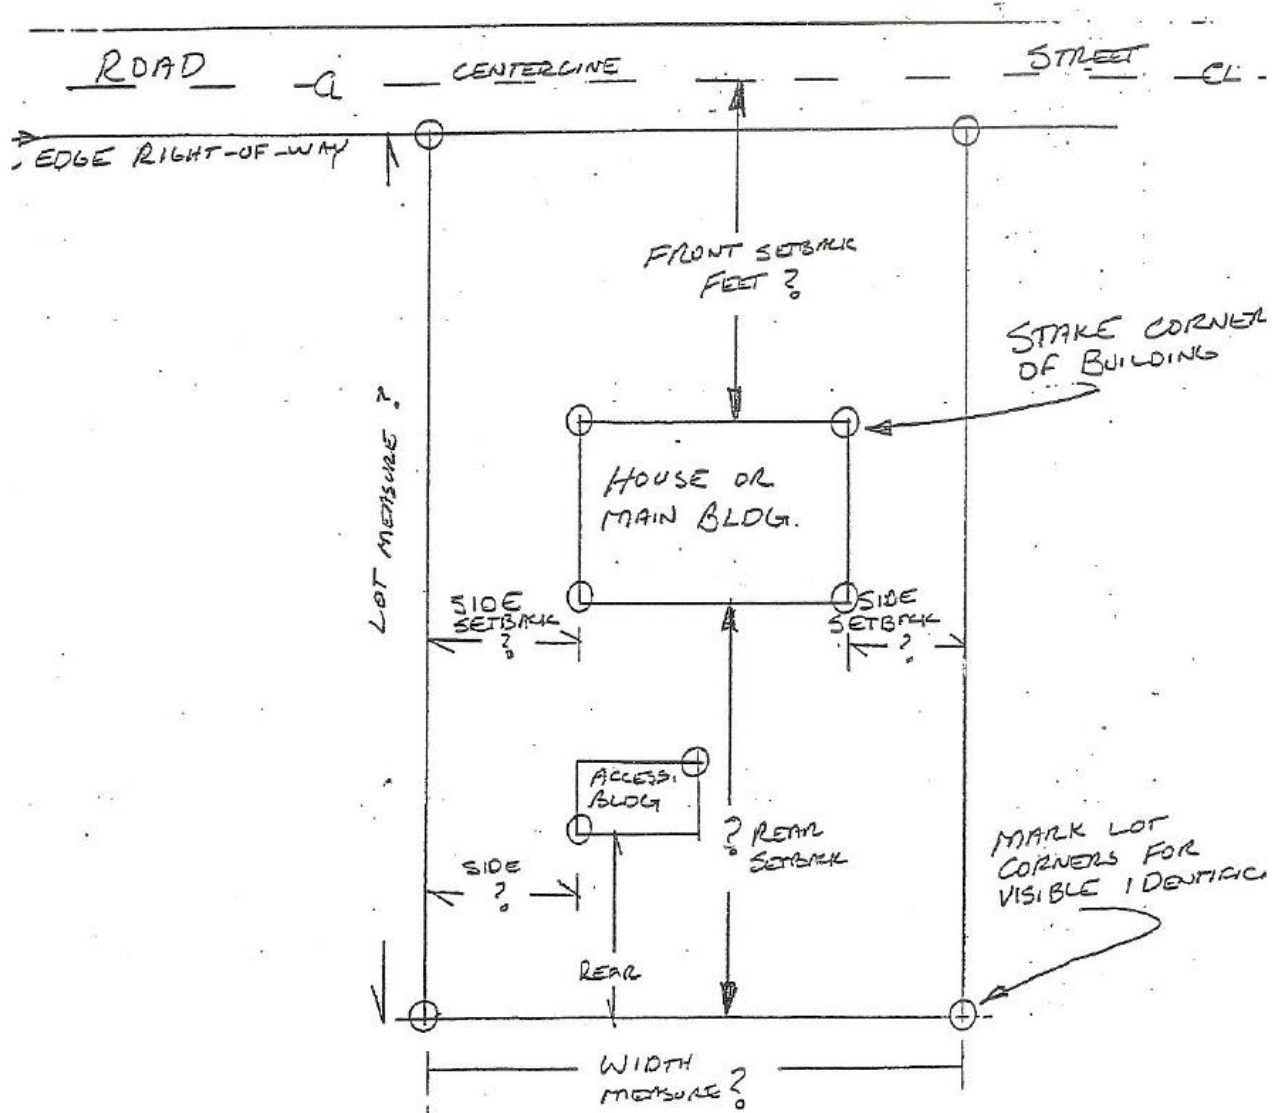 ROAD
CL
CENTERLINE
STREET
CL
EDGE RIGHT-OF-WAY
FRONT SETBACK
FEET ?
STAKE CORNER
OF BUILDING
LOT MEASURE ?
HOUSE OR
MAIN BLDG.
SIDE
SETBACK
?
SIDE
SETBACK
?
ACCESS.
BLDG
? REAR
SETBACK
MARK LOT
CORNERS FOR
VISIBLE IDENTIFIC
SIDE
?
REAR
WIDTH
MEASURE ?